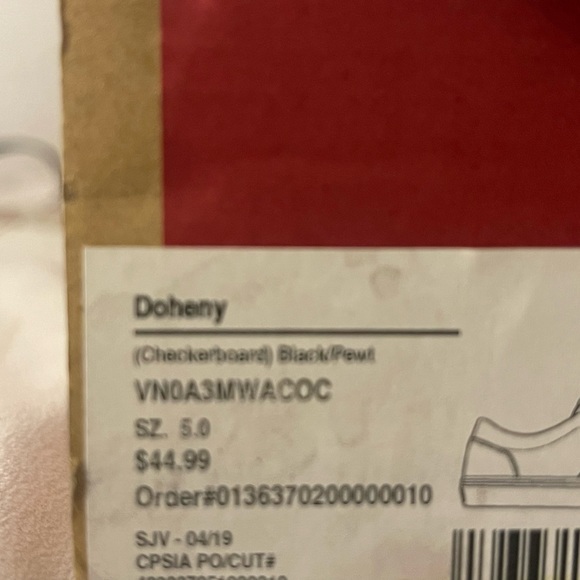 Doheny
(Checkerboard) Black/Pewt
VN0A3MWACOC
SZ. 5.0
$44.99
Order#0136370200000010
SJV - 04/19
CPSIA PO/CUT#